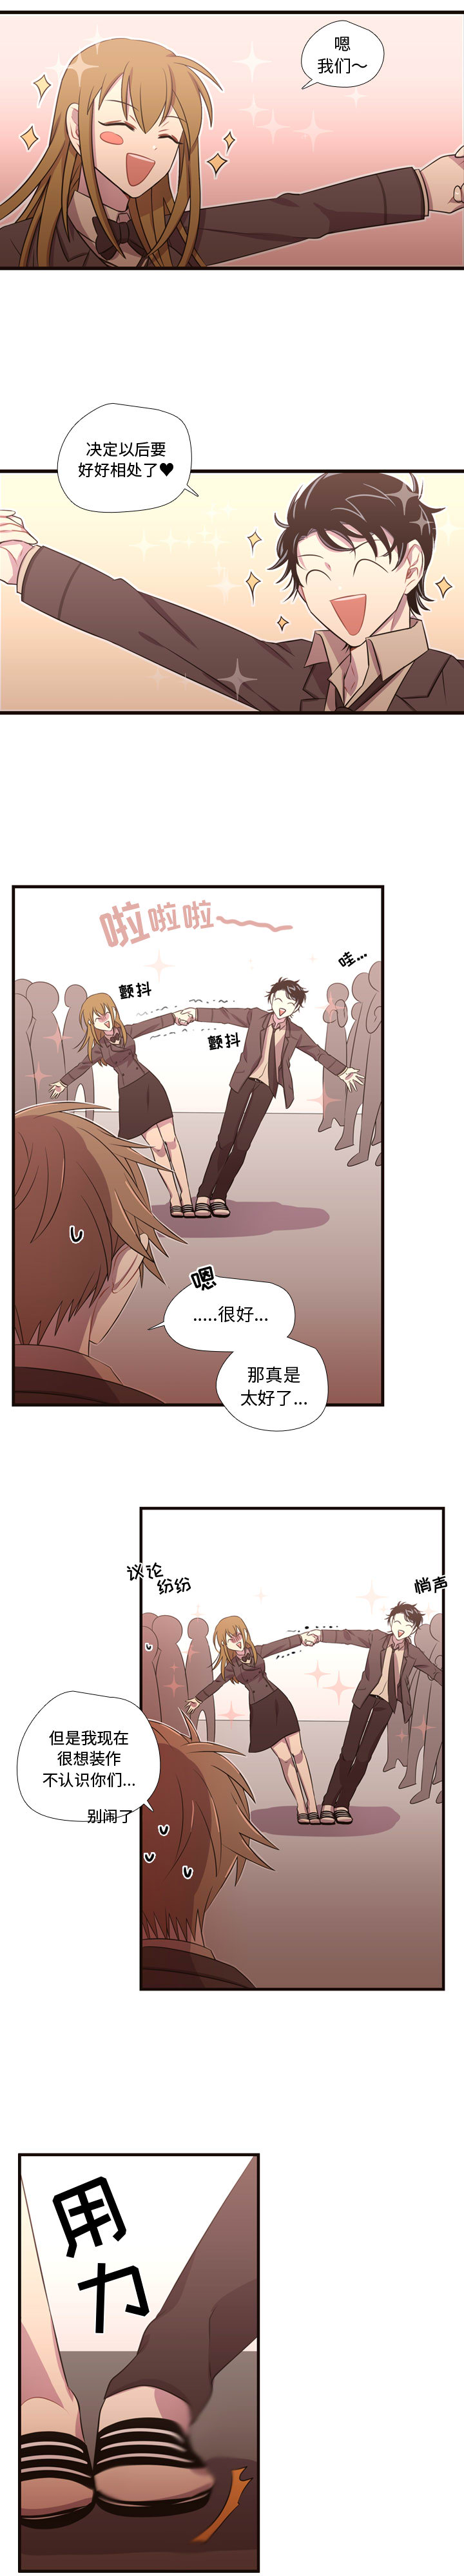 嗯
我们～
决定以后要
好好相处了♥
啦啦啦～
哇...
颤抖
颤抖
嗯
.....很好...
那真是
太好了...
议论
纷纷
悄声
但是我现在
很想装作
不认识你们...
别闹了
用
力